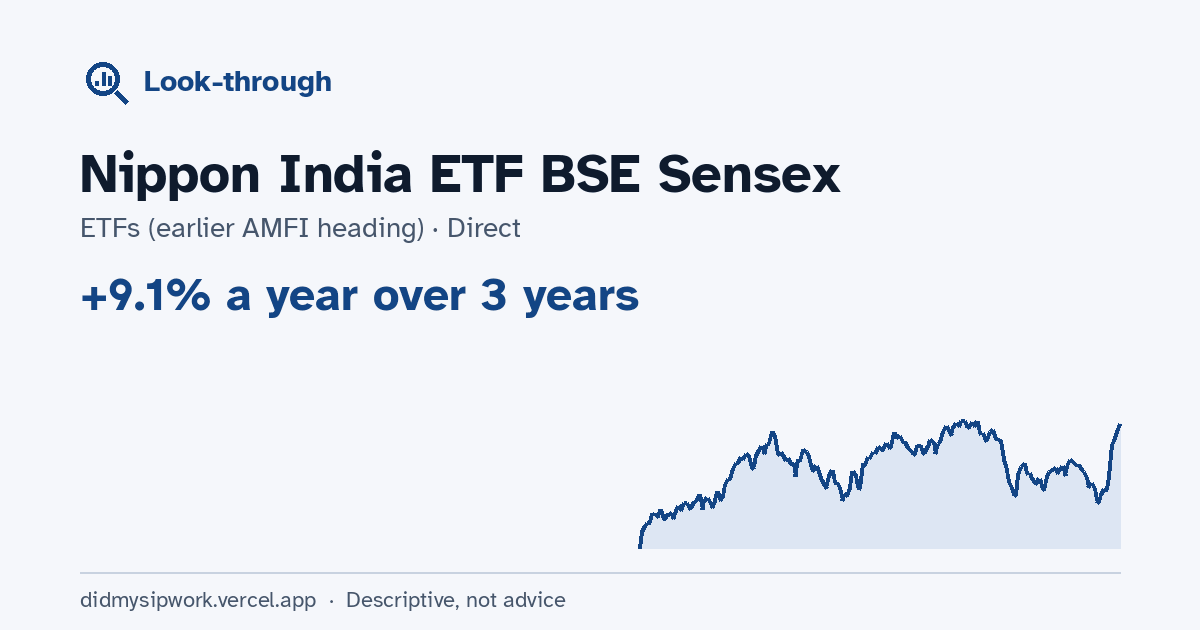 Look-through
Nippon India ETF BSE Sensex
ETFs (earlier AMFI heading) · Direct
+9.1% a year over 3 years
didmysipwork.vercel.app · Descriptive, not advice